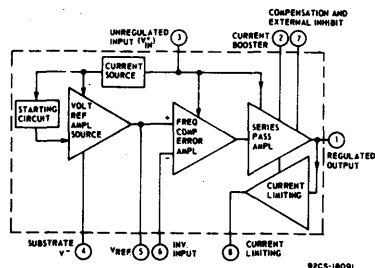 COMPENSATION AND
EXTERNAL INHIBIT
UNREGULATED
INPUT (V⁺IN)
CURRENT
BOOSTER
3
2
7
CURRENT
SOURCE
STARTING
CIRCUIT
VOLT
REF
AMPL
SOURCE
+
FREQ
COMP
ERROR
AMPL
-
SERIES
PASS
AMPL
1
REGULATED
OUTPUT
CURRENT
LIMITING
SUBSTRATE
V⁻
4
VREF.
5
6
INV.
INPUT
8
CURRENT
LIMITING
92CS-18091